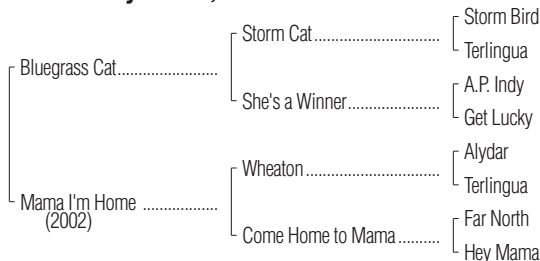 Storm Bird
Storm Cat
Terlingua
Bluegrass Cat
A.P. Indy
She's a Winner
Get Lucky
Alydar
Wheaton
Terlingua
Mama I'm Home
(2002)
Far North
Come Home to Mama
Hey Mama